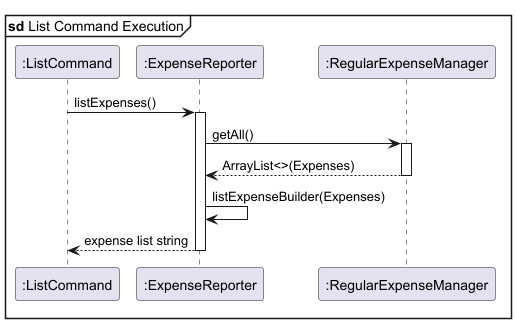 sd List Command Execution
:ListCommand :ExpenseReporter :RegularExpenseManager
listExpenses()
getAll()
ArrayList<>(Expenses)
listExpenseBuilder(Expenses)
expense list string
:ListCommand :ExpenseReporter :RegularExpenseManager